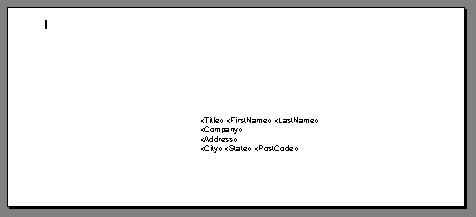 «Title» «FirstName» «LastName»
«Company»
«Address»
«City» «State» «PostCode»